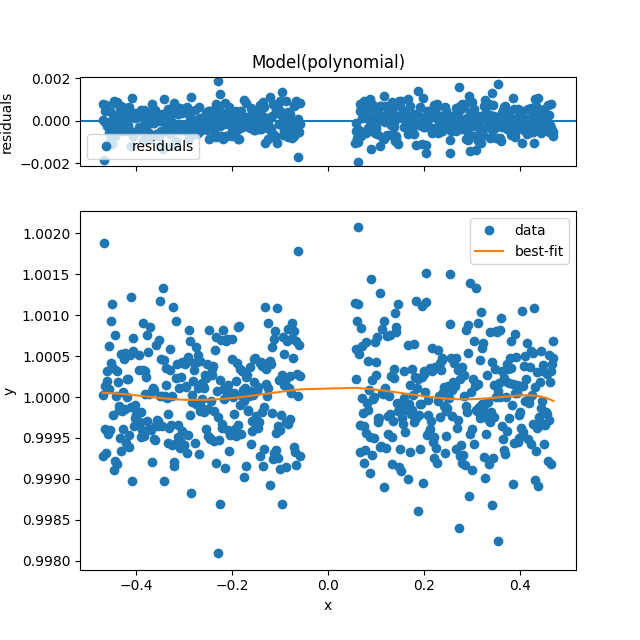 Model(polynomial)
0.002
0.000
−0.002
residuals
residuals
1.0020
1.0015
1.0010
1.0005
1.0000
0.9995
0.9990
0.9985
0.9980
y
data
best-fit
−0.4 −0.2 0.0 0.2 0.4
x